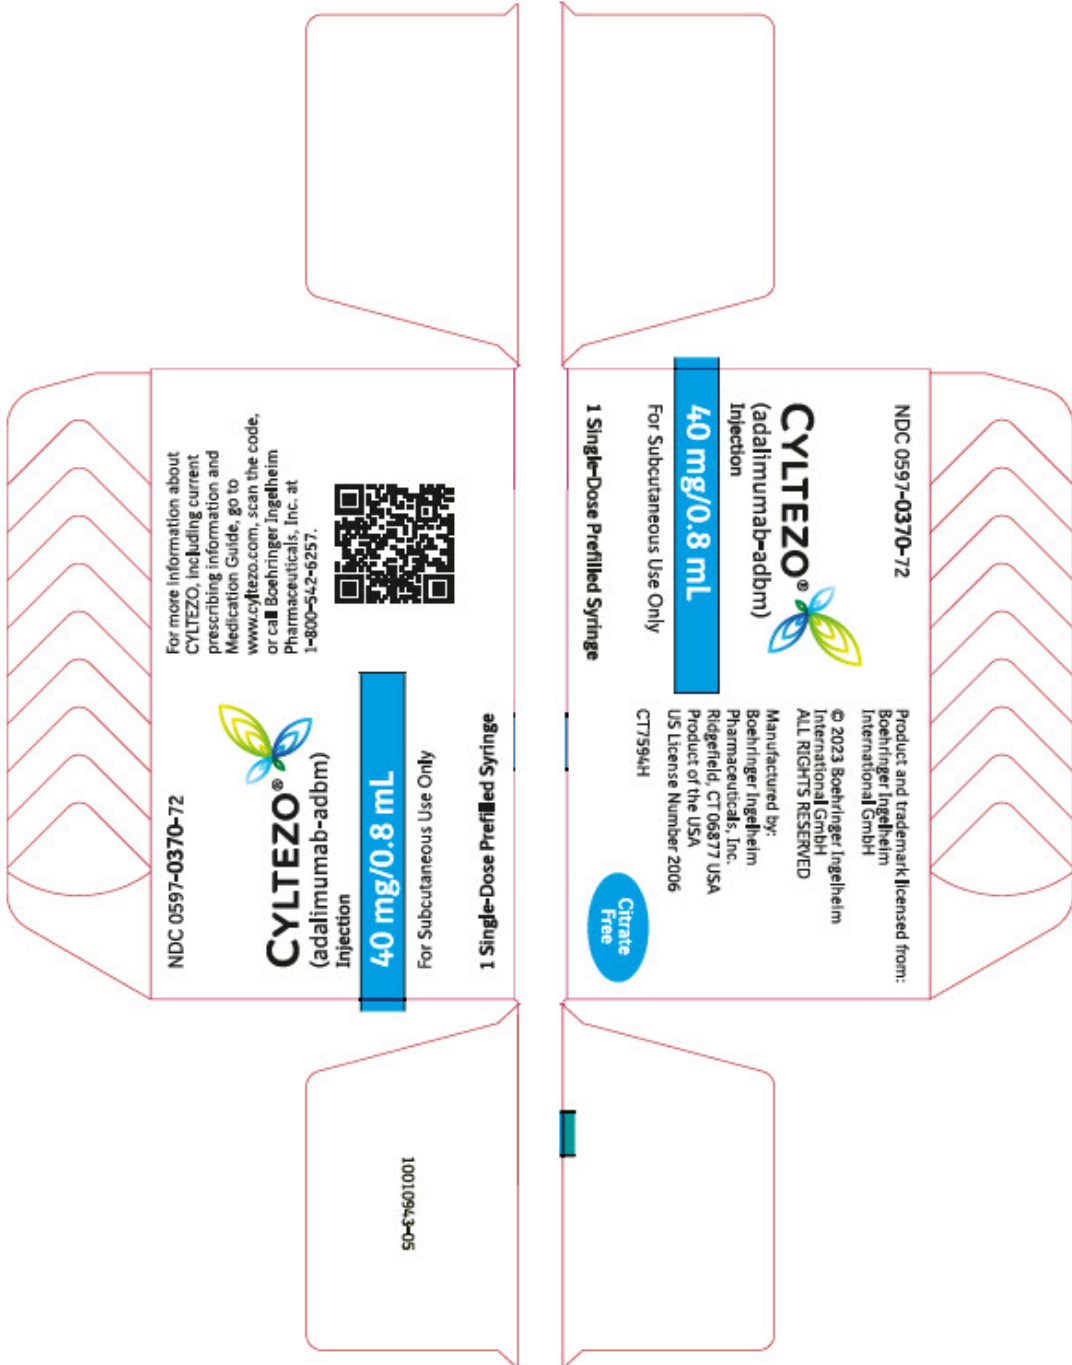 NDC 0597-0370-72
CYLTEZO®
(adalimumab-adbm)
Injection
40 mg/0.8 mL
For Subcutaneous Use Only
1 Single-Dose Prefilled Syringe
Product and trademark licensed from:
Boehringer Ingelheim
International GmbH
© 2023 Boehringer Ingelheim
International GmbH
ALL RIGHTS RESERVED
Manufactured by:
Boehringer Ingelheim
Pharmaceuticals, Inc.
Ridgefield, CT 06877 USA
Product of the USA
US License Number 2006
CT7594H
Citrate
Free
For more information about
CYLTEZO, including current
prescribing information and
Medication Guide, go to
www.cyltezo.com, scan the code,
or call Boehringer Ingelheim
Pharmaceuticals, Inc. at
1-800-542-6257.
NDC 0597-0370-72
CYLTEZO®
(adalimumab-adbm)
Injection
40 mg/0.8 mL
For Subcutaneous Use Only
1 Single-Dose Prefilled Syringe
10010943-05